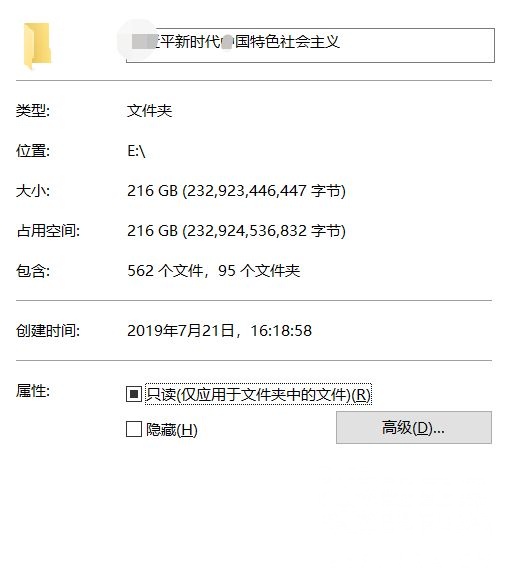 平新时代国特色社会主义
类型: 文件夹
位置: E:\
大小: 216 GB (232,923,446,447 字节)
占用空间: 216 GB (232,924,536,832 字节)
包含: 562 个文件，95 个文件夹
创建时间: 2019年7月21日，16:18:58
属性: 只读(仅应用于文件夹中的文件)(R)
隐藏(H) 高级(D)...